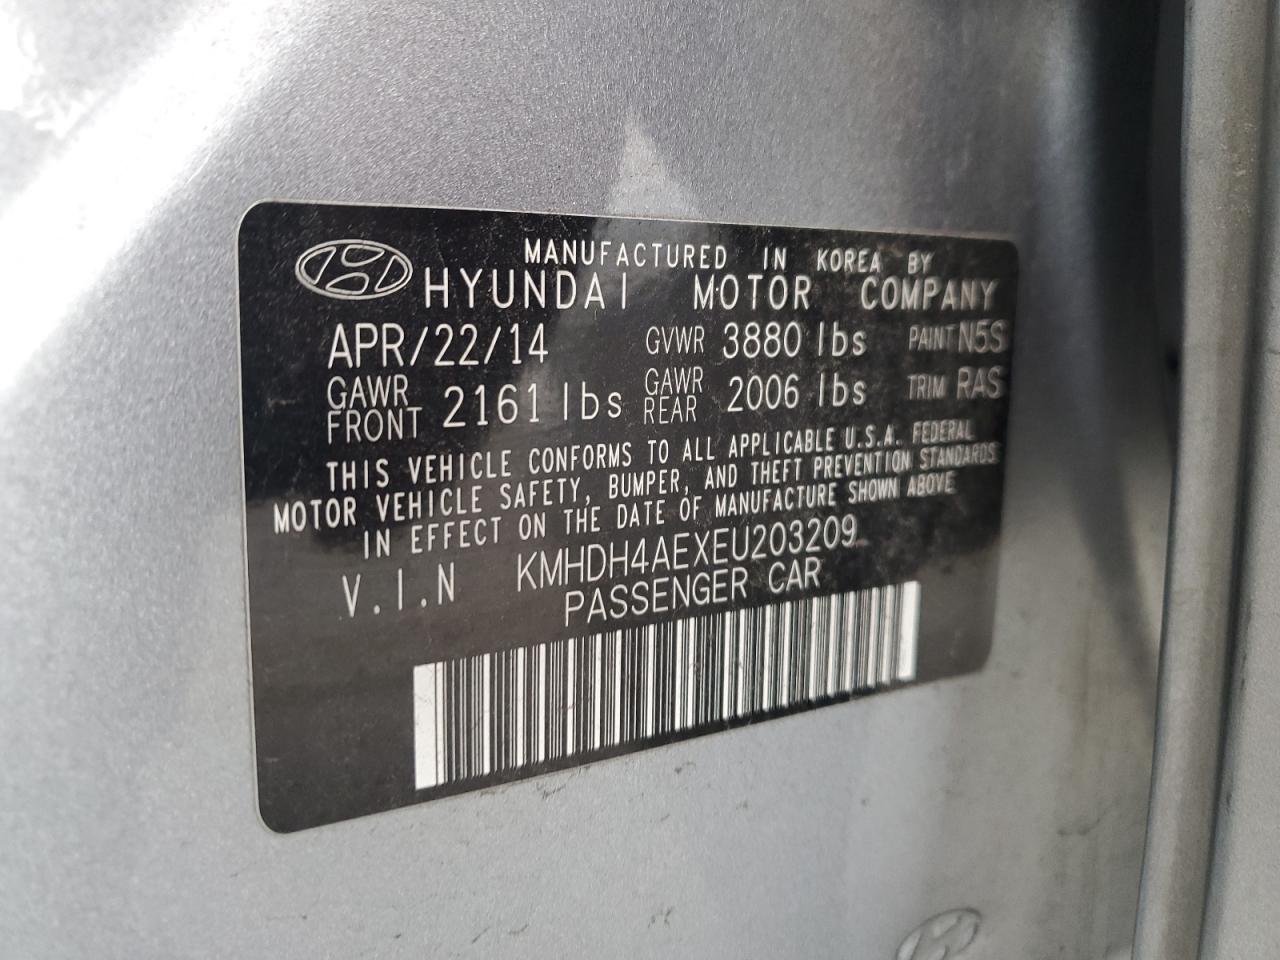 MANUFACTURED IN KOREA BY
HYUNDAI MOTOR COMPANY
APR/22/14 GVWR 3880 lbs PAINT N5S
GAWR FRONT 2161 lbs GAWR REAR 2006 lbs TRIM RAS
THIS VEHICLE CONFORMS TO ALL APPLICABLE U.S.A. FEDERAL
MOTOR VEHICLE SAFETY, BUMPER, AND THEFT PREVENTION STANDARDS
IN EFFECT ON THE DATE OF MANUFACTURE SHOWN ABOVE
V.I.N KMHDH4AEXEU203209
PASSENGER CAR